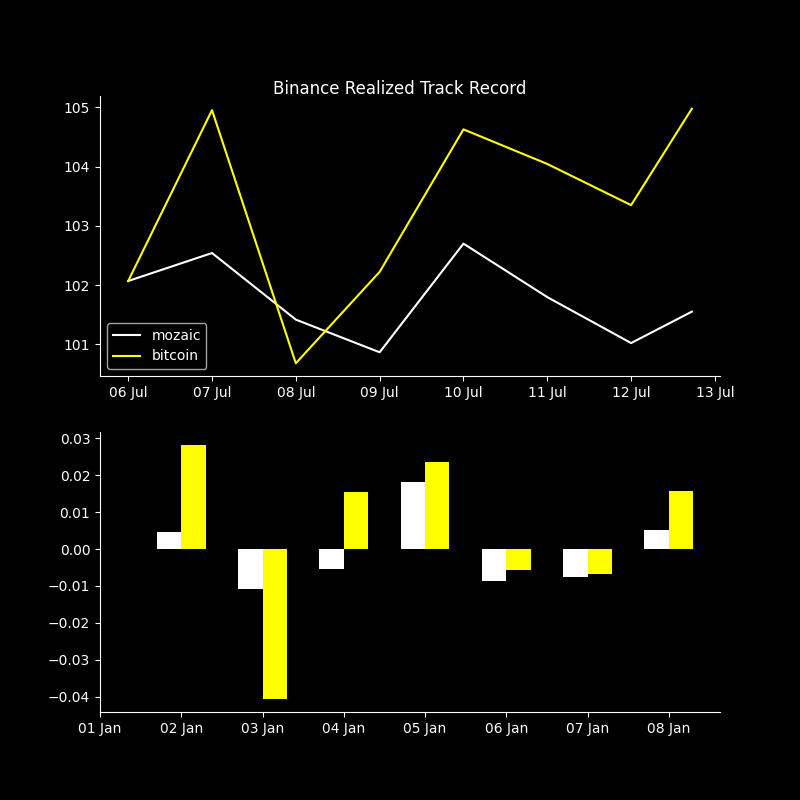 Binance Realized Track Record
105
104
103
102
101
mozaic
bitcoin
06 Jul 07 Jul 08 Jul 09 Jul 10 Jul 11 Jul 12 Jul 13 Jul
0.03
0.02
0.01
0.00
−0.01
−0.02
−0.03
−0.04
01 Jan 02 Jan 03 Jan 04 Jan 05 Jan 06 Jan 07 Jan 08 Jan